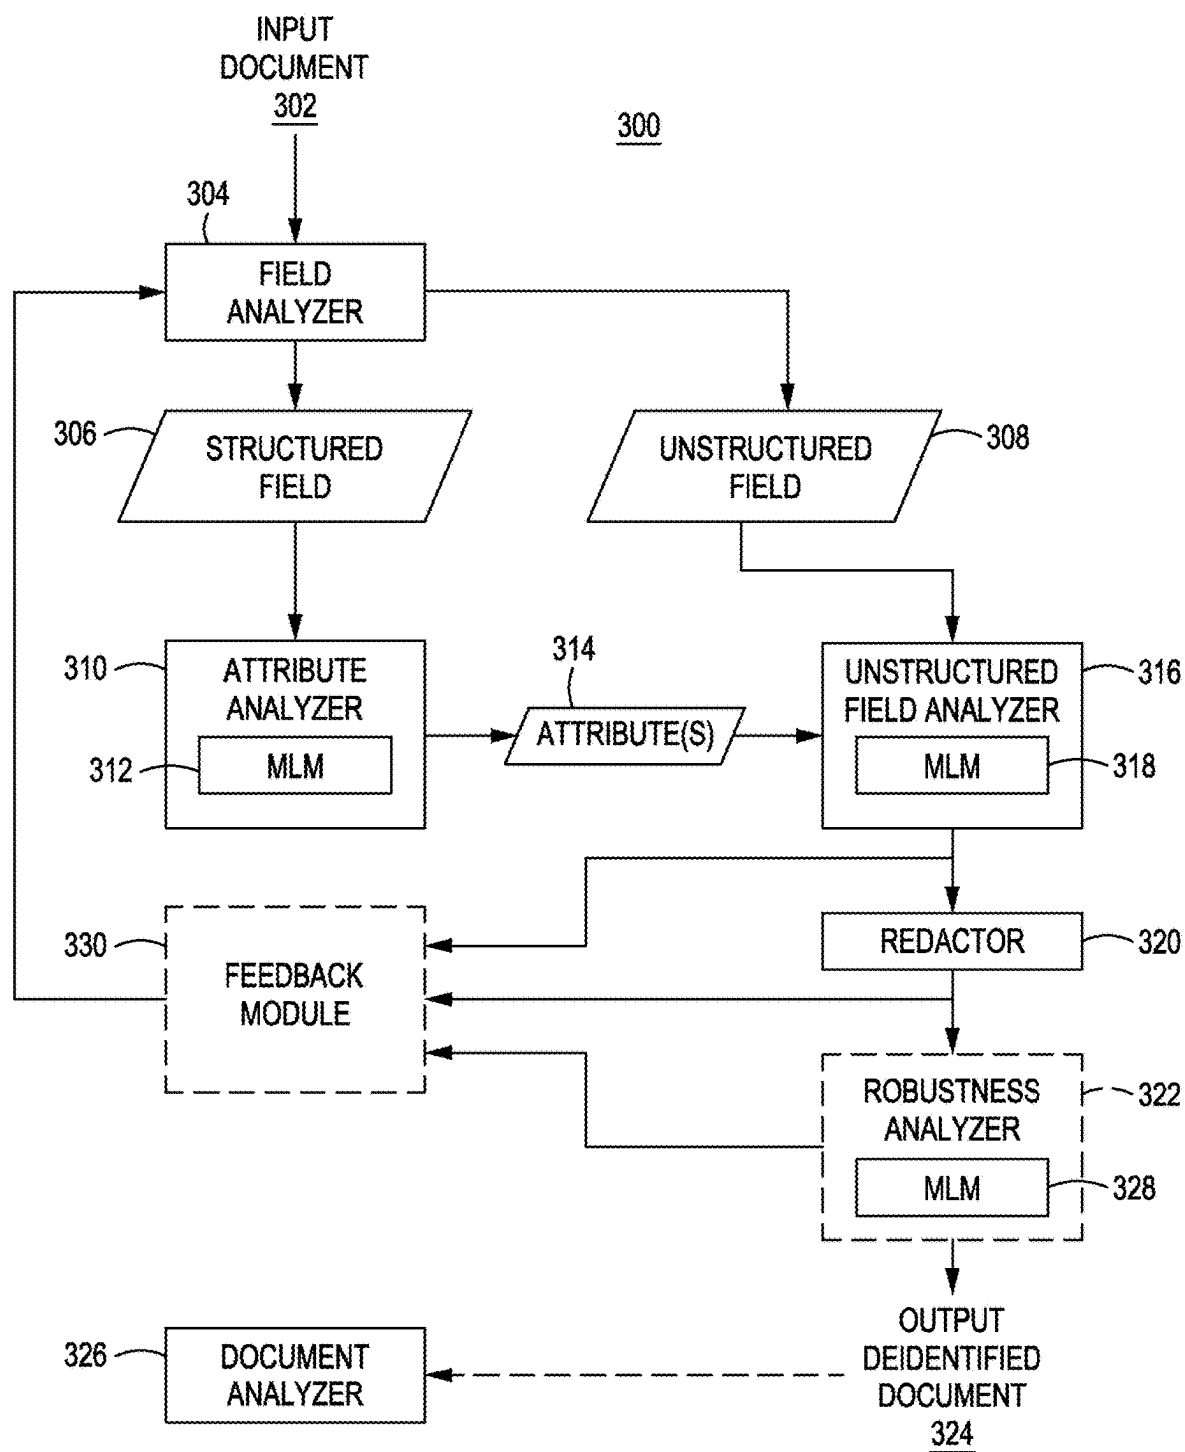 INPUT
DOCUMENT
302
300
304
FIELD
ANALYZER
306
STRUCTURED
FIELD
UNSTRUCTURED
FIELD
308
310
ATTRIBUTE
ANALYZER
312
MLM
314
ATTRIBUTE(S)
UNSTRUCTURED
FIELD ANALYZER
316
MLM
318
330
FEEDBACK
MODULE
REDACTOR
320
ROBUSTNESS
ANALYZER
322
MLM
328
326
DOCUMENT
ANALYZER
OUTPUT
DEIDENTIFIED
DOCUMENT
324